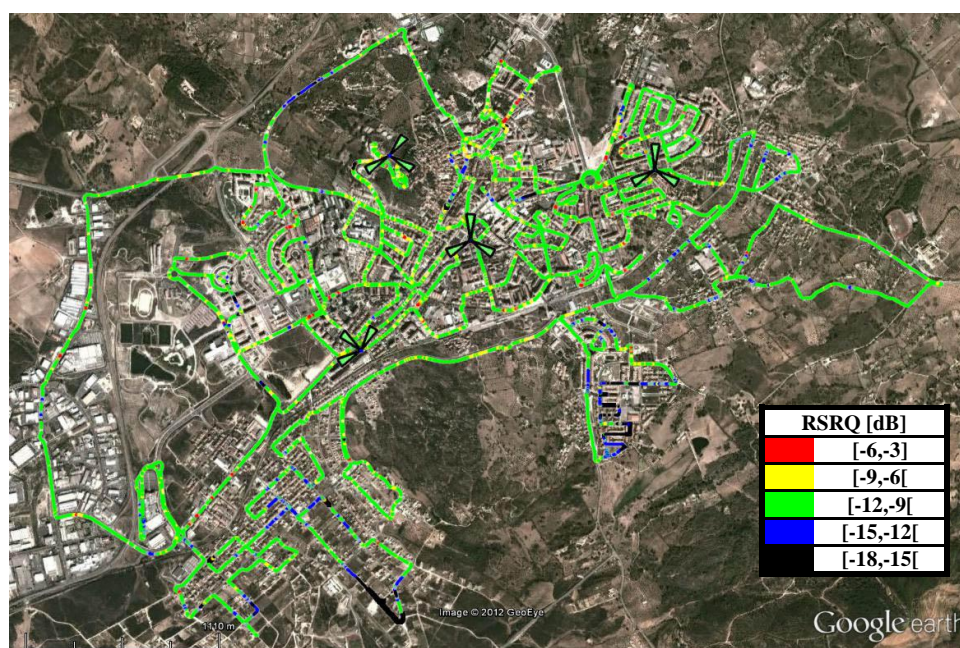 RSRQ [dB]
[-6,-3]
[-9,-6[
[-12,-9[
[-15,-12[
[-18,-15[
Image © 2012 GeoEye
1110 m
Google earth